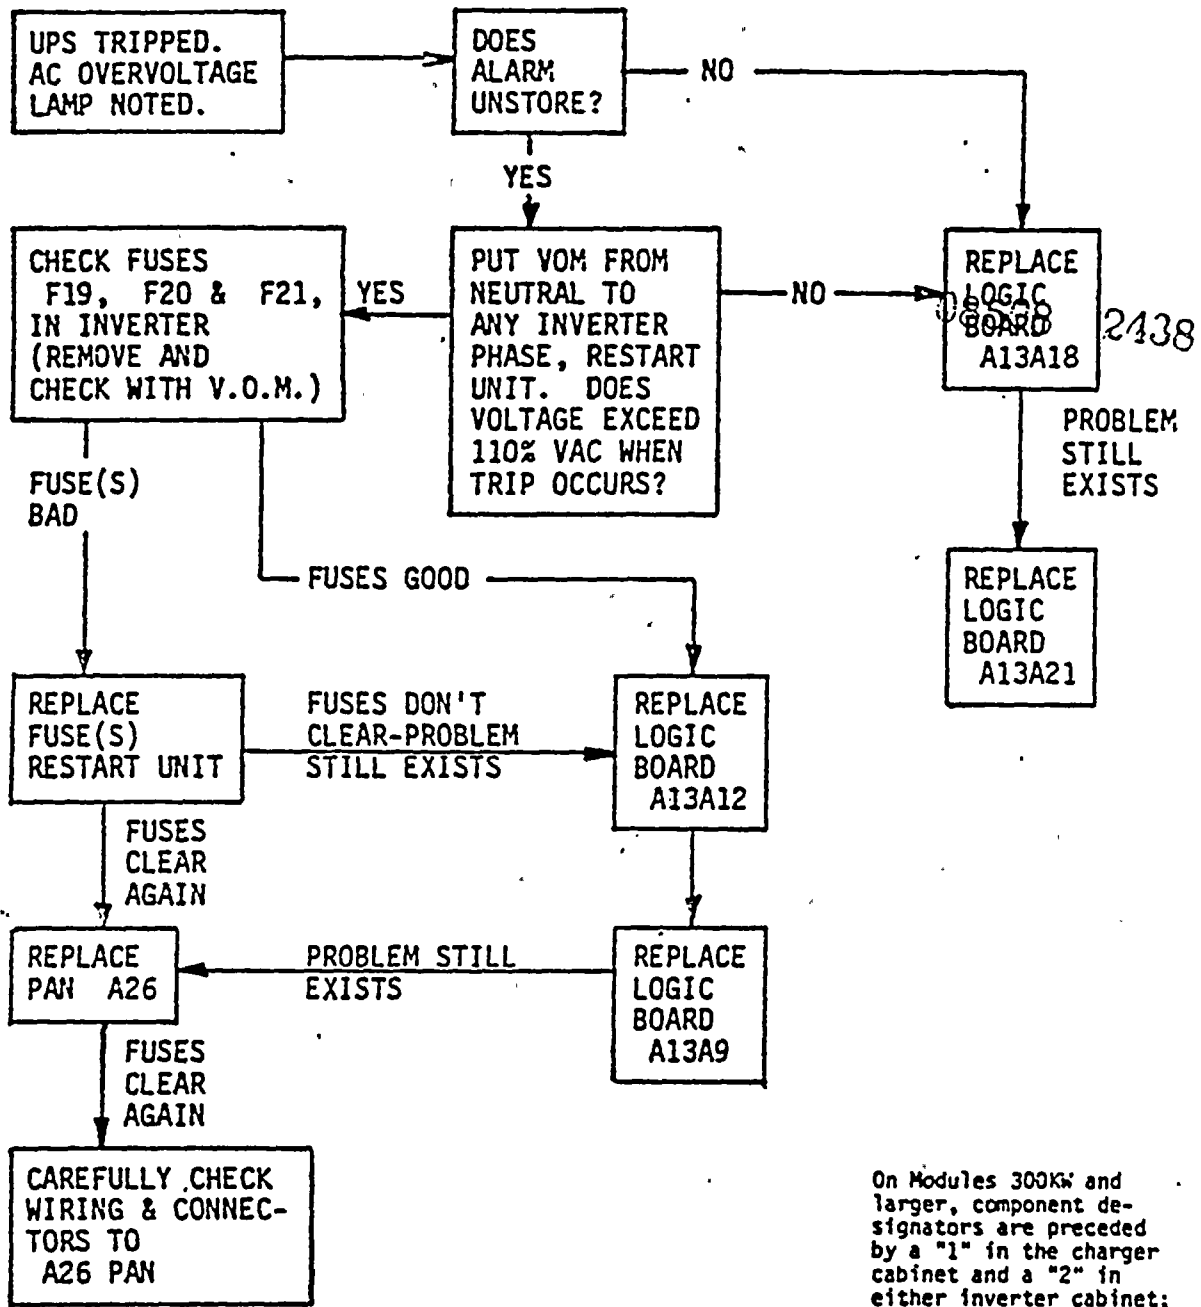 UPS TRIPPED.
AC OVERVOLTAGE
LAMP NOTED.
DOES
ALARM
UNSTORE?
NO
YES
CHECK FUSES
F19, F20 & F21,
IN INVERTER
(REMOVE AND
CHECK WITH V.O.M.)
YES
PUT VOM FROM
NEUTRAL TO
ANY INVERTER
PHASE, RESTART
UNIT. DOES
VOLTAGE EXCEED
110% VAC WHEN
TRIP OCCURS?
NO
REPLACE
LOGIC
BOARD
A13A18
2438
PROBLEM
STILL
EXISTS
FUSE(S)
BAD
FUSES GOOD
REPLACE
LOGIC
BOARD
A13A21
REPLACE
FUSE(S)
RESTART UNIT
FUSES DON'T
CLEAR-PROBLEM
STILL EXISTS
REPLACE
LOGIC
BOARD
A13A12
FUSES
CLEAR
AGAIN
REPLACE
PAN A26
PROBLEM STILL
EXISTS
REPLACE
LOGIC
BOARD
A13A9
FUSES
CLEAR
AGAIN
CAREFULLY CHECK
WIRING & CONNEC-
TORS TO
A26 PAN
On Modules 300KW and
larger, component de-
signators are preceded
by a "1" in the charger
cabinet and a "2" in
either inverter cabinet;